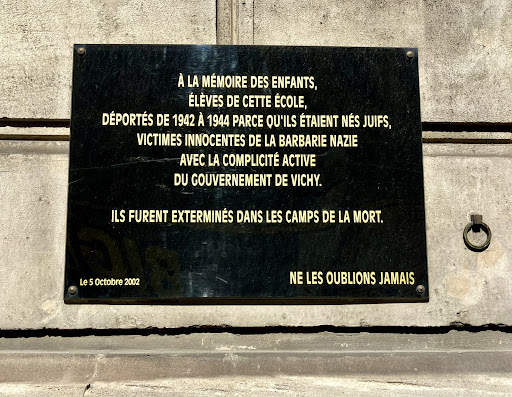 À LA MÉMOIRE DES ENFANTS,
ÉLÈVES DE CETTE ÉCOLE,
DÉPORTÉS DE 1942 À 1944 PARCE QU'ILS ÉTAIENT NÉS JUIFS,
VICTIMES INNOCENTES DE LA BARBARIE NAZIE
AVEC LA COMPLICITÉ ACTIVE
DU GOUVERNEMENT DE VICHY.
ILS FURENT EXTERMINÉS DANS LES CAMPS DE LA MORT.
Le 5 Octobre 2002
NE LES OUBLIONS JAMAIS